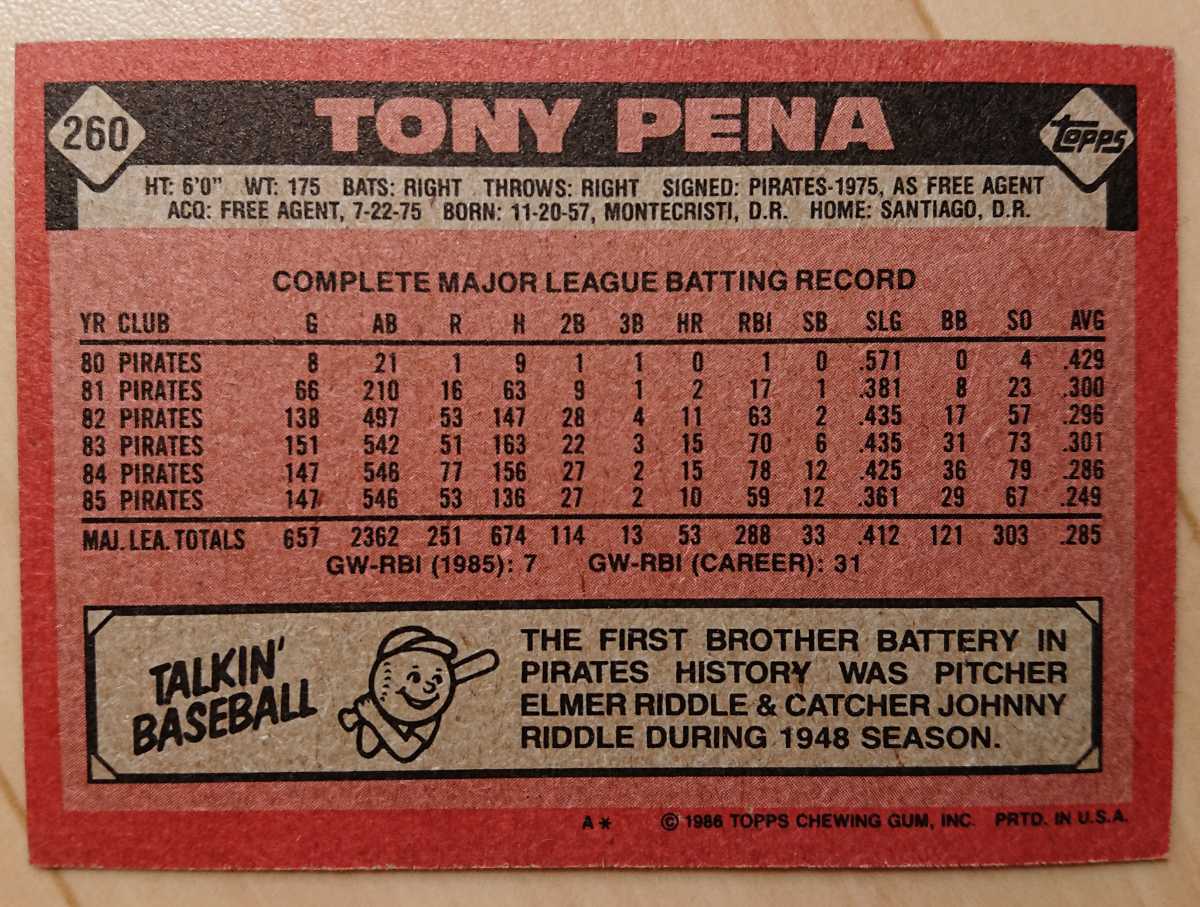 260
TONY PENA
topps
HT: 6'0" WT: 175 BATS: RIGHT THROWS: RIGHT SIGNED: PIRATES-1975, AS FREE AGENT
ACQ: FREE AGENT, 7-22-75 BORN: 11-20-57, MONTECRISTI, D.R. HOME: SANTIAGO, D.R.
COMPLETE MAJOR LEAGUE BATTING RECORD
YR CLUB G AB R H 2B 3B HR RBI SB SLG BB SO AVG
80 PIRATES 8 21 1 9 1 1 0 1 0 .571 0 4 .429
81 PIRATES 66 210 16 63 9 1 2 17 1 .381 8 23 .300
82 PIRATES 138 497 53 147 28 4 11 63 2 .435 17 57 .296
83 PIRATES 151 542 51 163 22 3 15 70 6 .435 31 73 .301
84 PIRATES 147 546 77 156 27 2 15 78 12 .425 36 79 .286
85 PIRATES 147 546 53 136 27 2 10 59 12 .361 29 67 .249
MAJ. LEA. TOTALS 657 2362 251 674 114 13 53 288 33 .412 121 303 .285
GW-RBI (1985): 7 GW-RBI (CAREER): 31
TALKIN'
BASEBALL
THE FIRST BROTHER BATTERY IN
PIRATES HISTORY WAS PITCHER
ELMER RIDDLE & CATCHER JOHNNY
RIDDLE DURING 1948 SEASON.
A* © 1986 TOPPS CHEWING GUM, INC. PRTD. IN U.S.A.